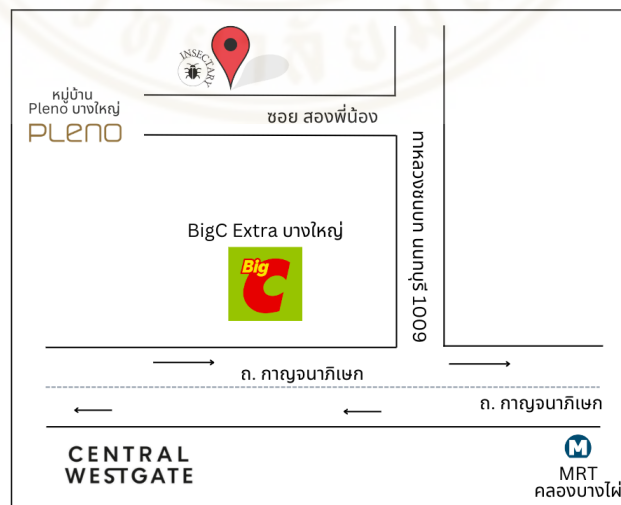 INSECTARY
หมู่บ้าน
Pleno บางใหญ่
PLENO
ซอย สองพี่น้อง
ทางหลวงชนบท นนทบุรี 1009
BigC Extra บางใหญ่
Big
C
ถ. กาญจนาภิเษก
ถ. กาญจนาภิเษก
CENTRAL
WESTGATE
M
MRT
คลองบางไผ่